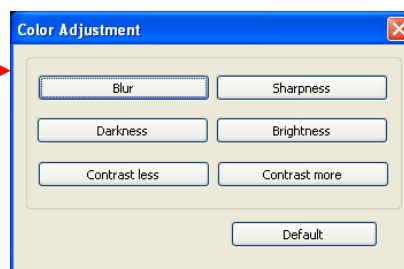 Color Adjustment
Blur Sharpness
Darkness Brightness
Contrast less Contrast more
Default